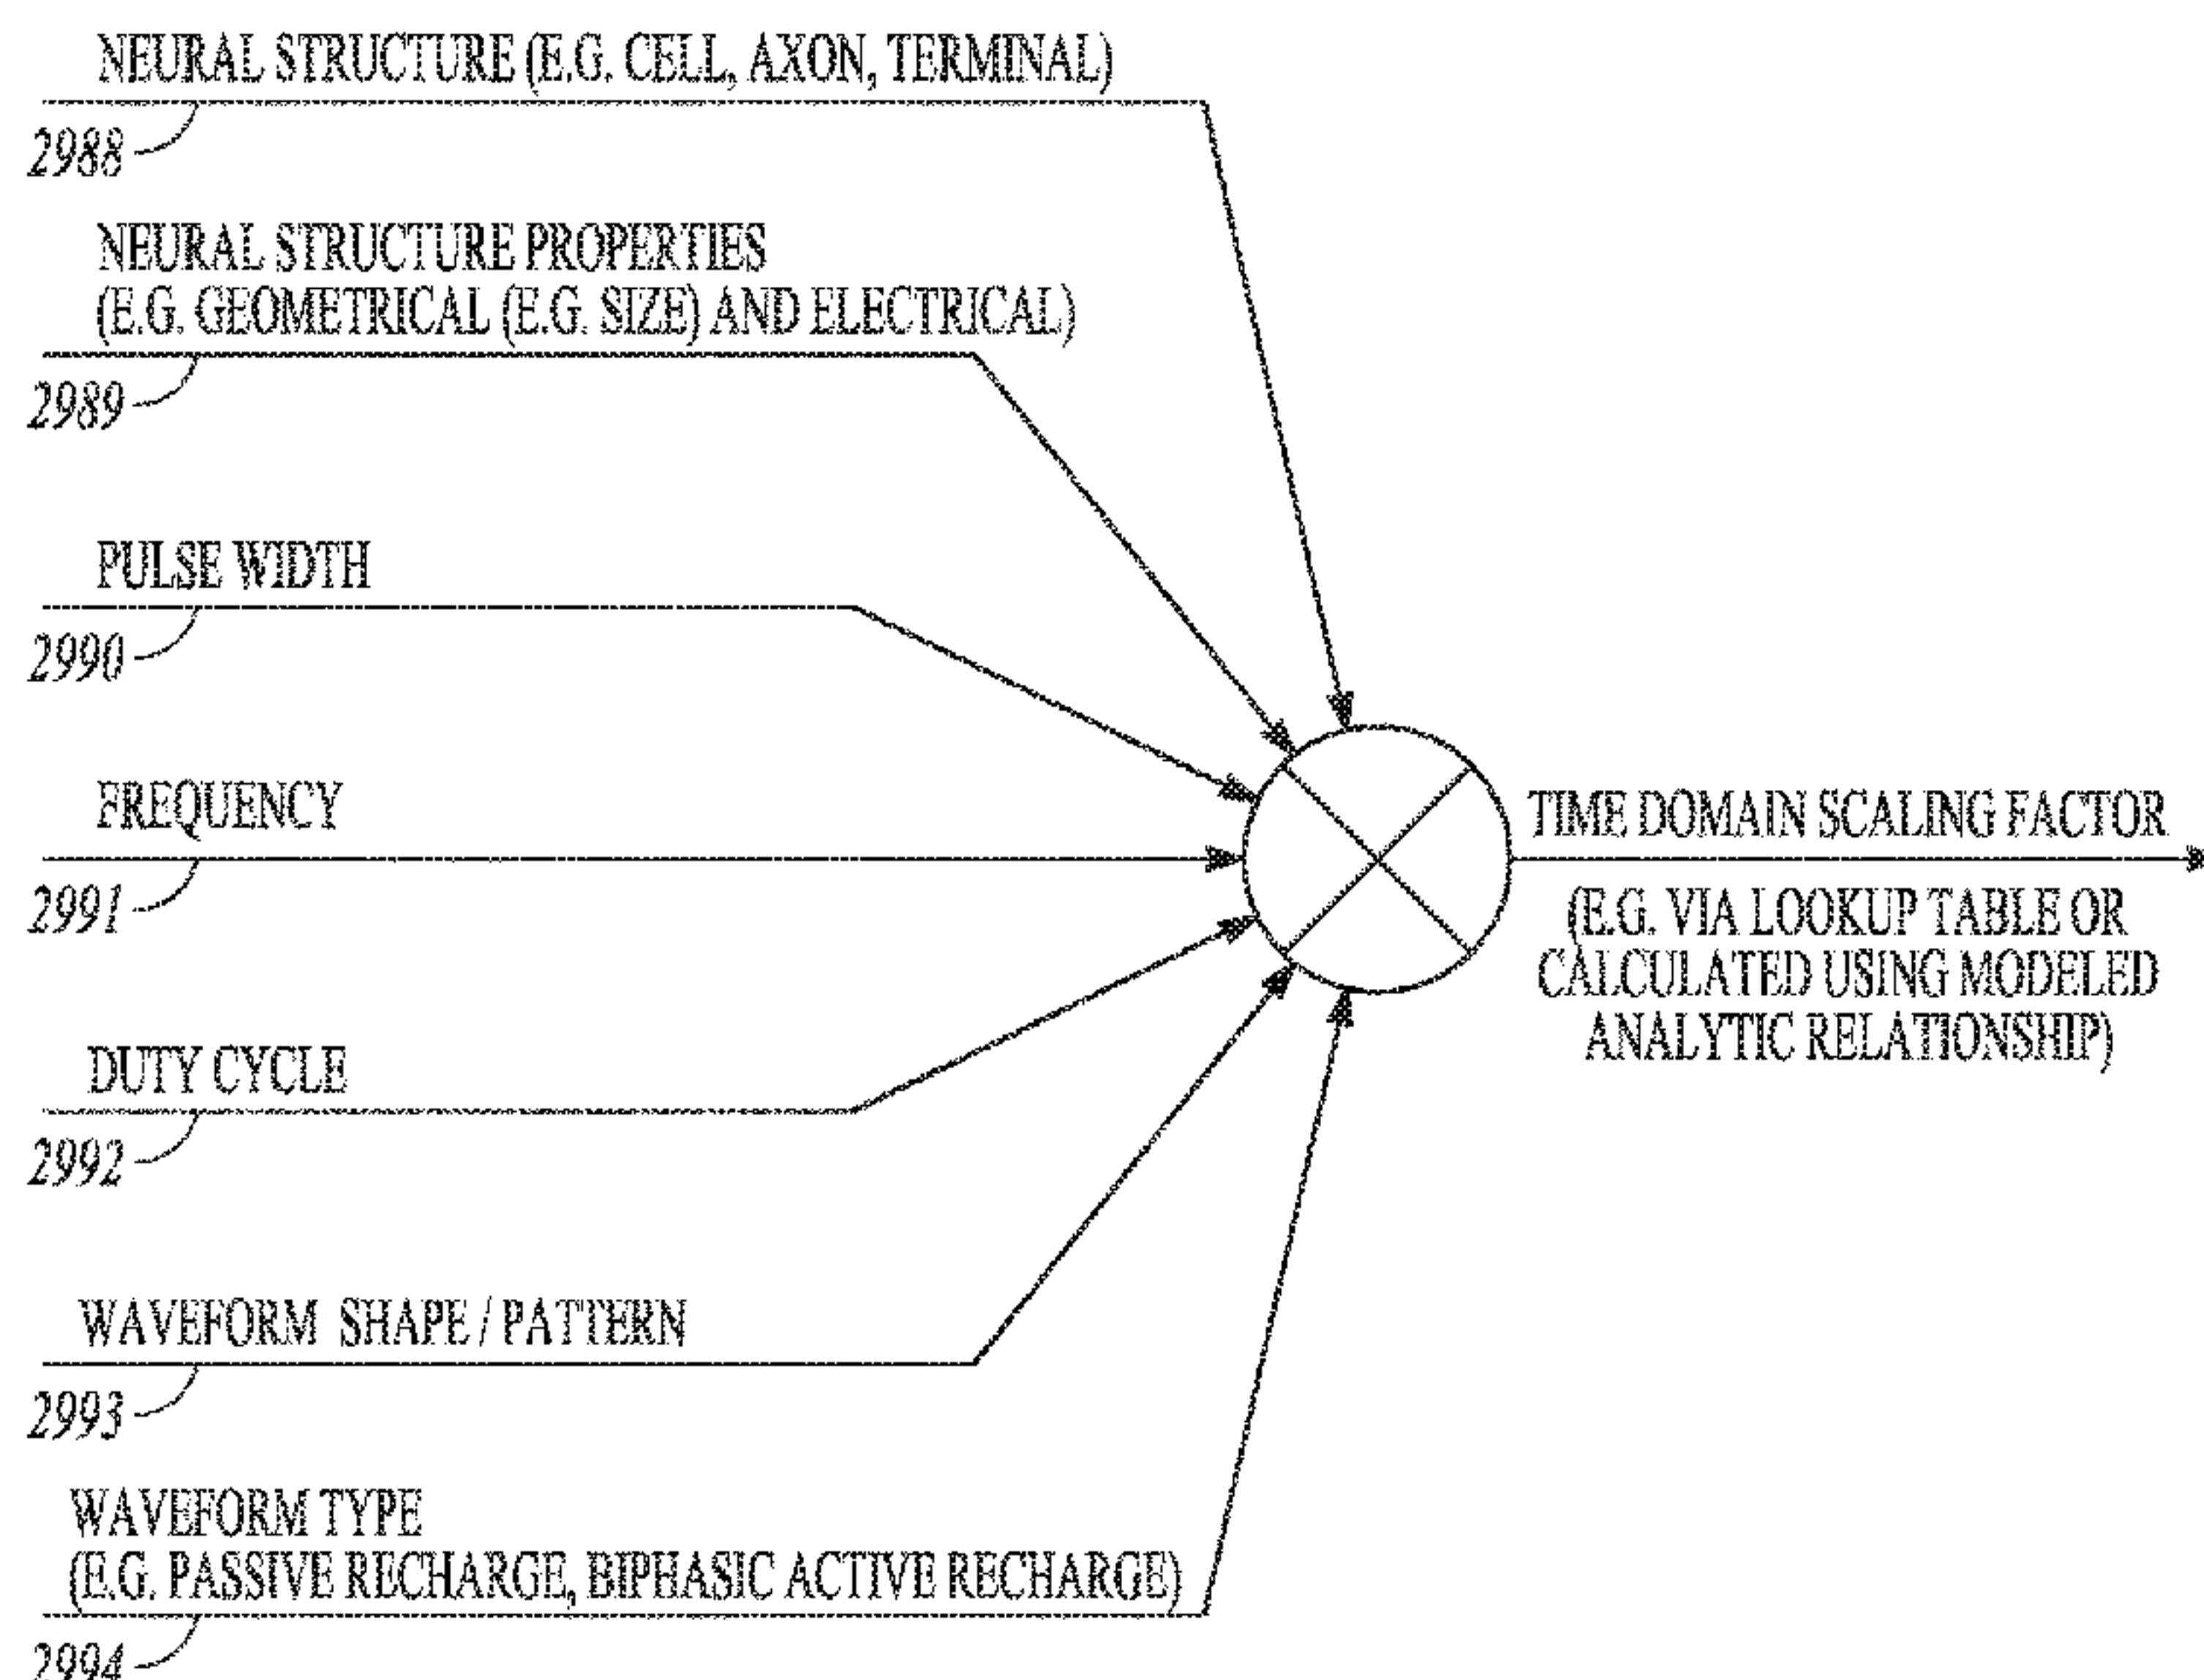 NEURAL STRUCTURE (E.G. CELL, AXON, TERMINAL)
2988
NEURAL STRUCTURE PROPERTIES
(E.G. GEOMETRICAL (E.G. SIZE) AND ELECTRICAL)
2989
PULSE WIDTH
2990
FREQUENCY
2991
TIME DOMAIN SCALING FACTOR
(E.G. VIA LOOKUP TABLE OR
CALCULATED USING MODELED
ANALYTIC RELATIONSHIP)
DUTY CYCLE
2992
WAVEFORM SHAPE / PATTERN
2993
WAVEFORM TYPE
(E.G. PASSIVE RECHARGE, BIPHASIC ACTIVE RECHARGE)
2994